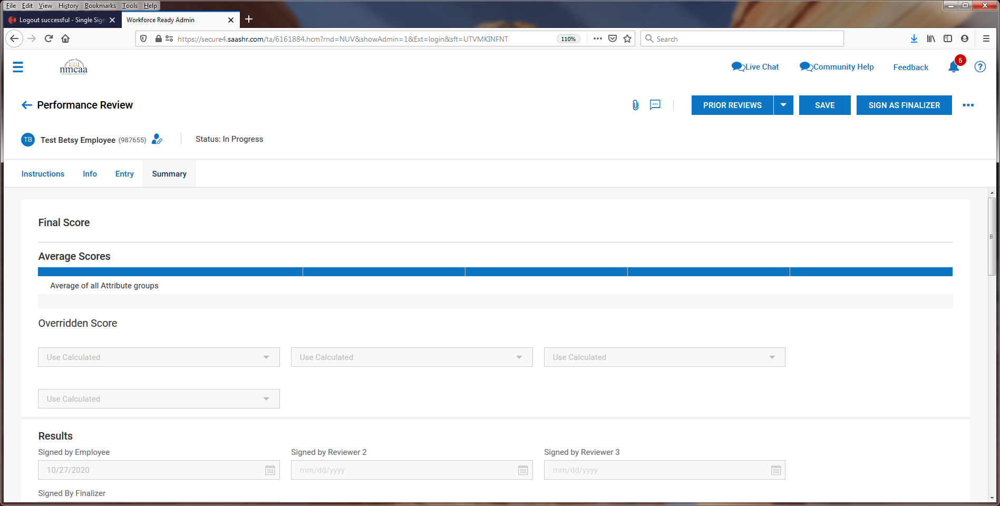 File Edit View History Bookmarks Tools Help
Logout successful - Single Sign
Workforce Ready Admin
https://secure4.saashr.com/ta/6161884.hcm?rnd=NUV&showAdmin=1&Ext=login&sft=UTVMKINFNT
110%
Search
nmcaa
Live Chat
Community Help
Feedback
5
Performance Review
PRIOR REVIEWS
SAVE
SIGN AS FINALIZER
TB
Test Betsy Employee (987655)
Status: In Progress
Instructions
Info
Entry
Summary
Final Score
Average Scores
Average of all Attribute groups
Overridden Score
Use Calculated
Use Calculated
Use Calculated
Use Calculated
Results
Signed by Employee
Signed by Reviewer 2
Signed by Reviewer 3
10/27/2020
mm/dd/yyyy
mm/dd/yyyy
Signed By Finalizer